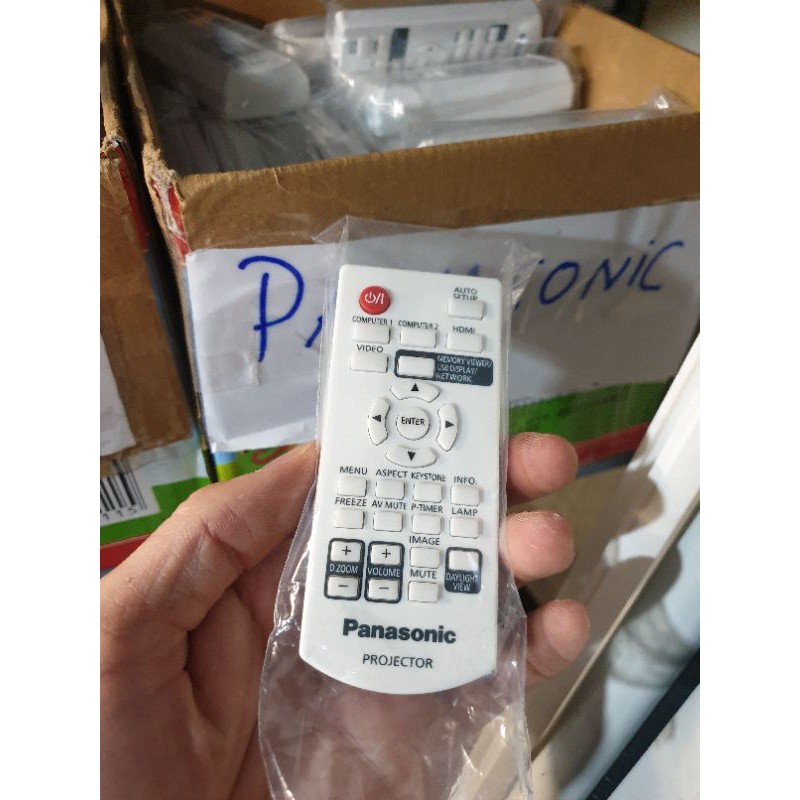 PANASONIC
⏻/I
AUTO
SETUP
COMPUTER 1 COMPUTER 2 HDMI
VIDEO
MEMORY VIEWER/
USB DISPLAY/
NETWORK
ENTER
MENU ASPECT KEYSTONE INFO.
FREEZE AV MUTE P-TIMER LAMP
IMAGE
+ +
D.ZOOM VOLUME MUTE DAYLIGHT
VIEW
− −
Panasonic
PROJECTOR